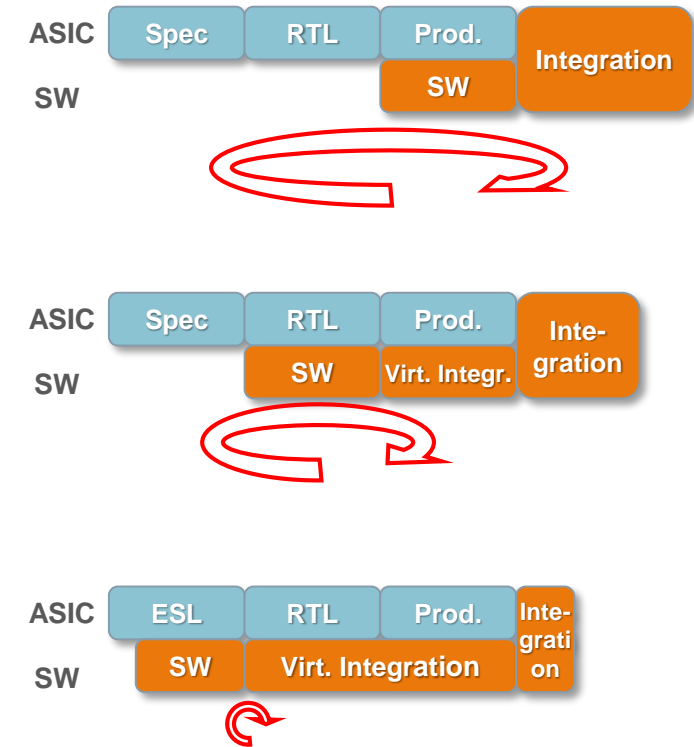 ASIC Spec RTL Prod. Integration
SW SW
ASIC Spec RTL Prod. Inte-
gration
SW SW Virt. Integr.
ASIC ESL RTL Prod. Inte-
grati
on
SW SW Virt. Integration